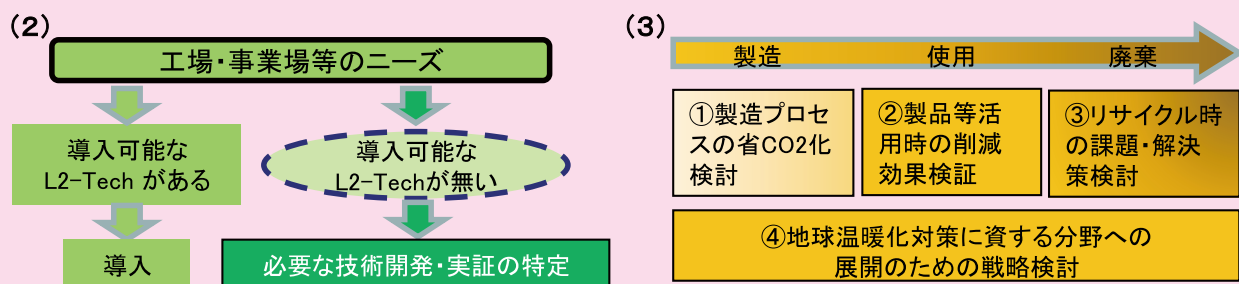 (2)
工場・事業場等のニーズ
導入可能な
L2-Tech がある
導入可能な
L2-Techが無い
導入
必要な技術開発・実証の特定
(3)
製造 使用 廃棄
①製造プロセ
スの省CO2化
検討
②製品等活
用時の削減
効果検証
③リサイクル時
の課題・解決
策検討
④地球温暖化対策に資する分野への
展開のための戦略検討